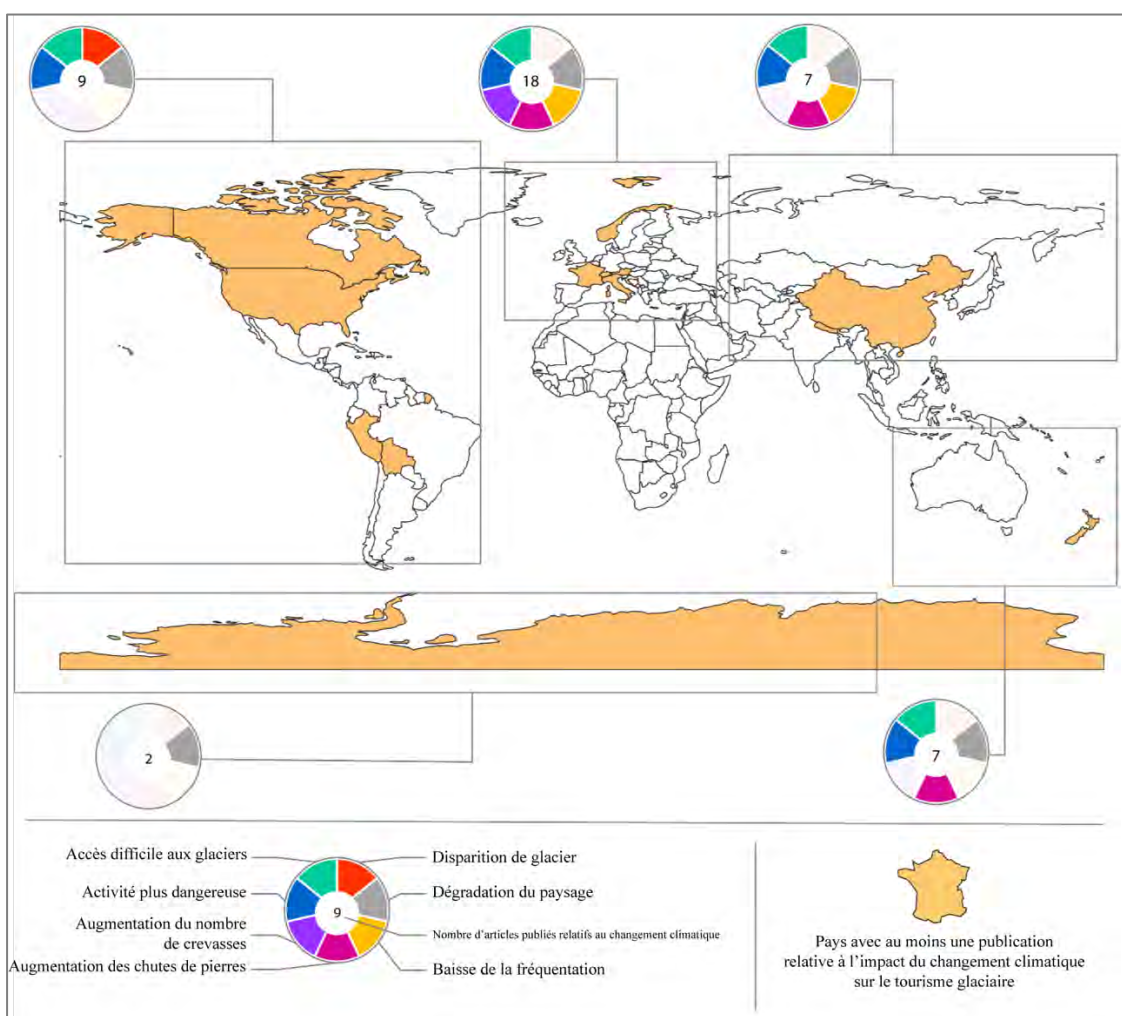 9
18
7
2
7
Accès difficile aux glaciers
Activité plus dangereuse
Augmentation du nombre
de crevasses
Augmentation des chutes de pierres
9
Disparition de glacier
Dégradation du paysage
Nombre d'articles publiés relatifs au changement climatique
Baisse de la fréquentation
Pays avec au moins une publication
relative à l'impact du changement climatique
sur le tourisme glaciaire